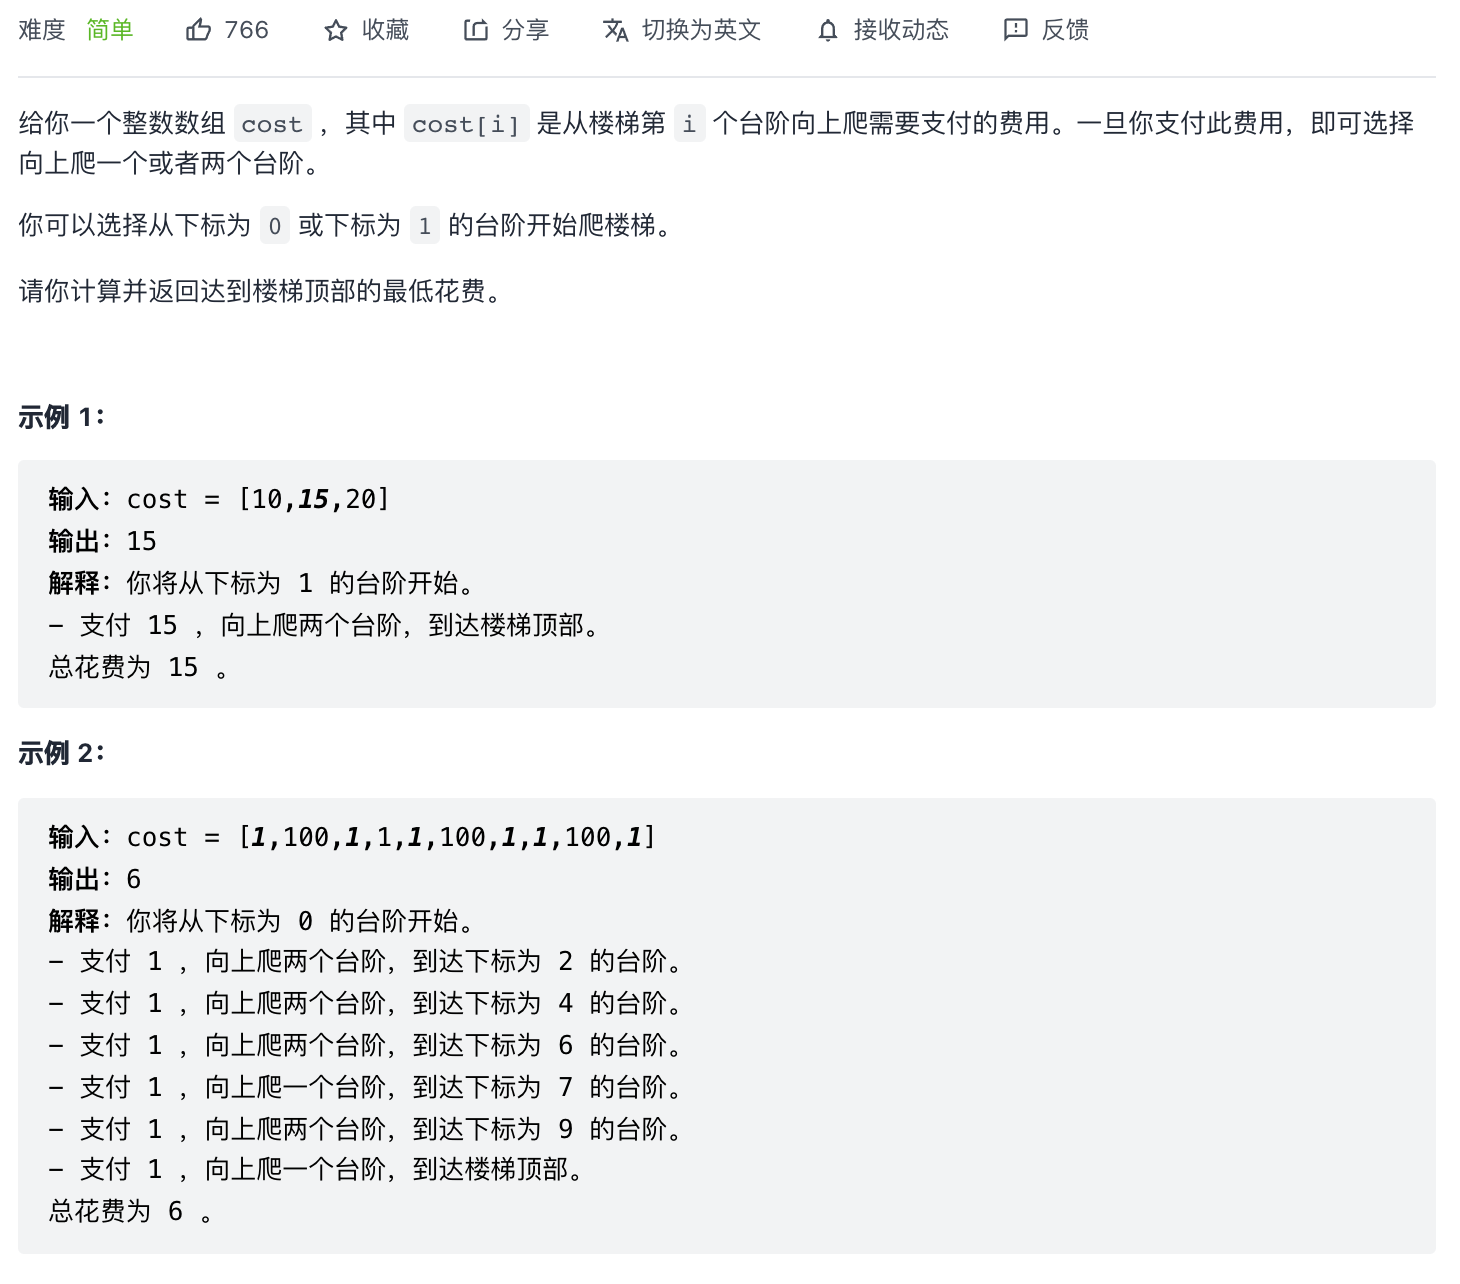 难度 简单 766 收藏 分享 切换为英文 接收动态 反馈
给你一个整数数组 cost ，其中 cost[i] 是从楼梯第 i 个台阶向上爬需要支付的费用。一旦你支付此费用，即可选择
向上爬一个或者两个台阶。
你可以选择从下标为 0 或下标为 1 的台阶开始爬楼梯。
请你计算并返回达到楼梯顶部的最低花费。
示例 1：
输入：cost = [10,15,20]
输出：15
解释：你将从下标为 1 的台阶开始。
- 支付 15 ，向上爬两个台阶，到达楼梯顶部。
总花费为 15 。
示例 2：
输入：cost = [1,100,1,1,1,100,1,1,100,1]
输出：6
解释：你将从下标为 0 的台阶开始。
- 支付 1 ，向上爬两个台阶，到达下标为 2 的台阶。
- 支付 1 ，向上爬两个台阶，到达下标为 4 的台阶。
- 支付 1 ，向上爬两个台阶，到达下标为 6 的台阶。
- 支付 1 ，向上爬一个台阶，到达下标为 7 的台阶。
- 支付 1 ，向上爬两个台阶，到达下标为 9 的台阶。
- 支付 1 ，向上爬一个台阶，到达楼梯顶部。
总花费为 6 。